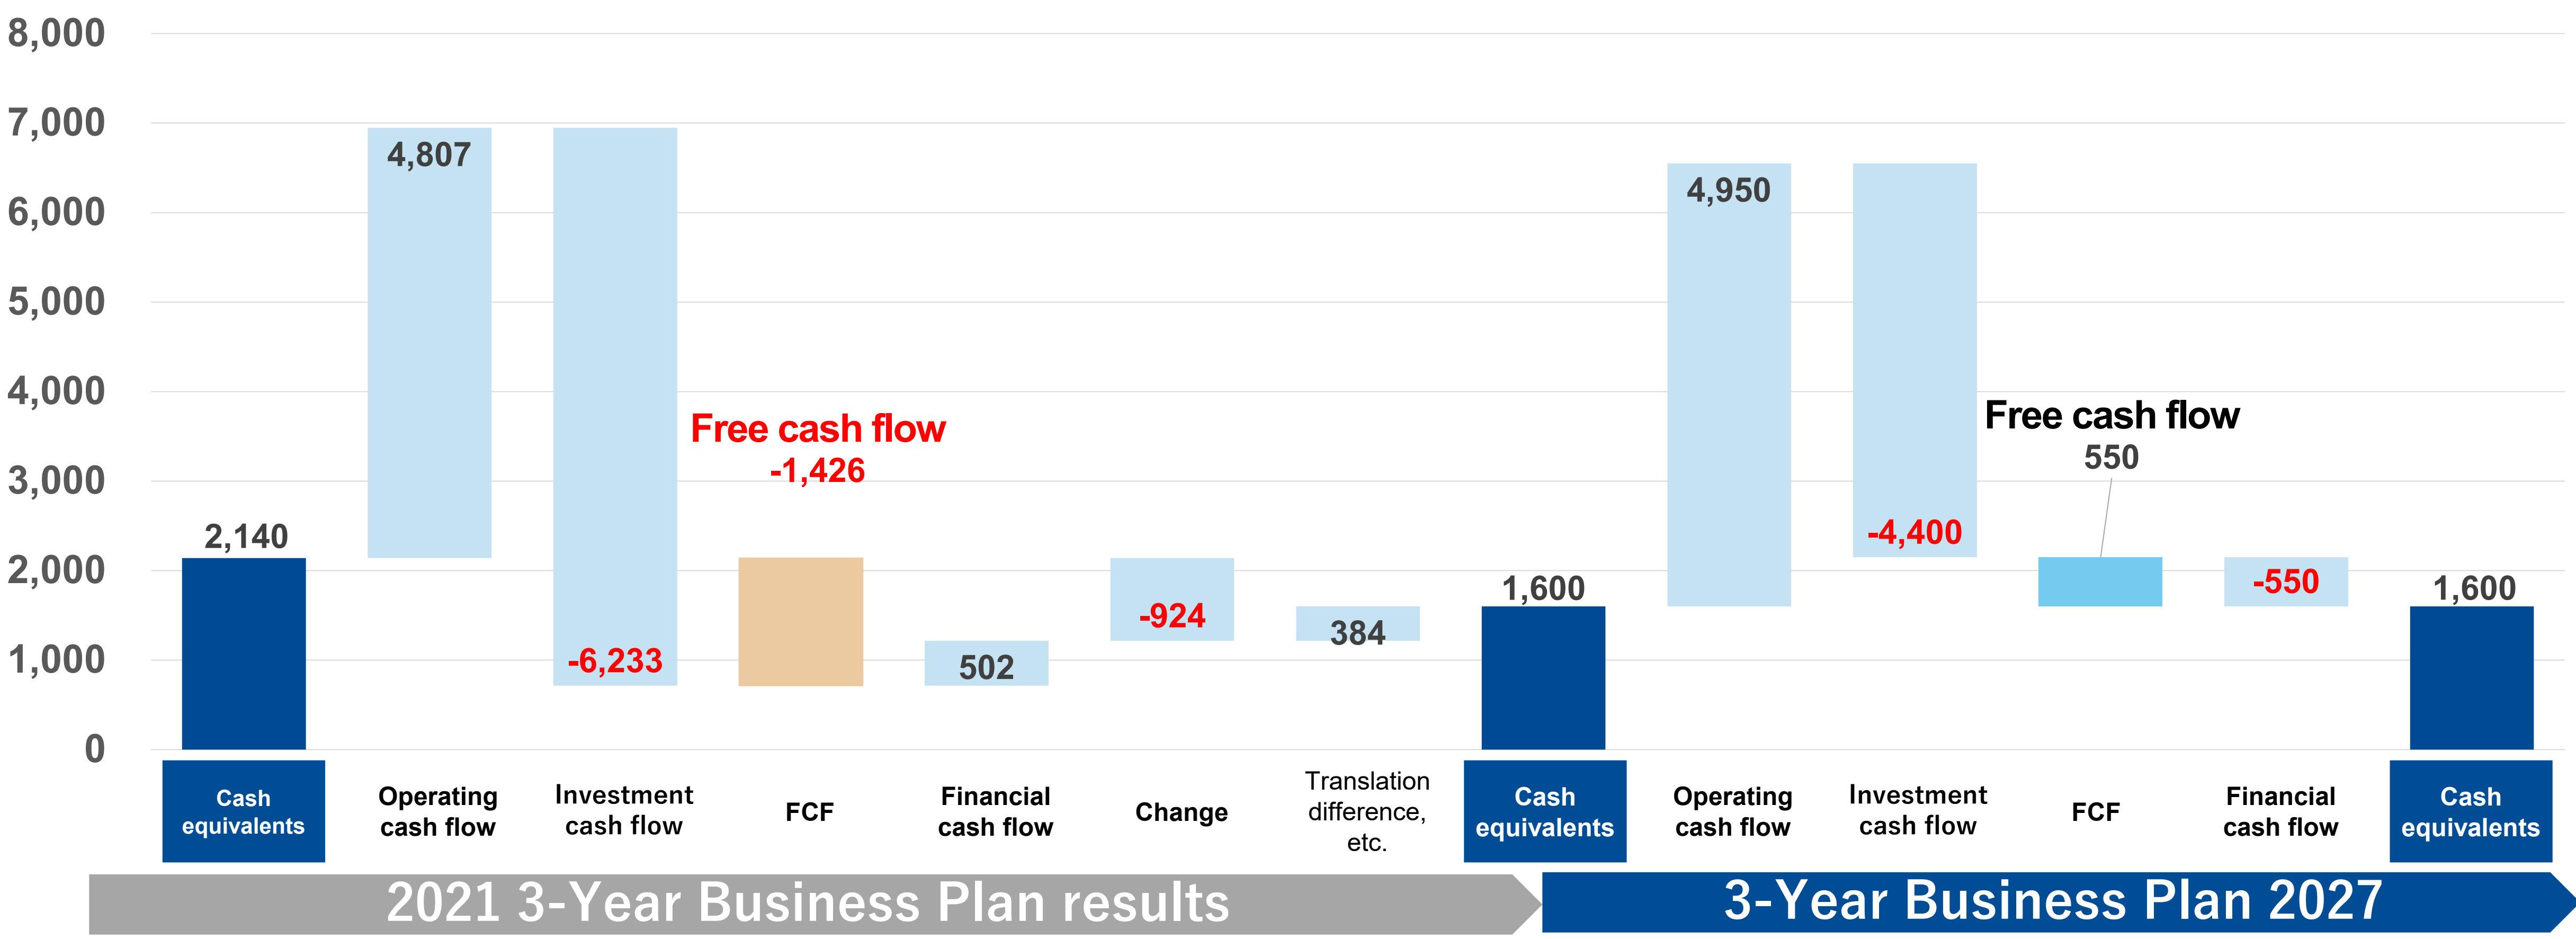 8,000
7,000
6,000
5,000
4,000
3,000
2,000
1,000
0
2,140
4,807
-6,233
Free cash flow
-1,426
502
-924
384
1,600
4,950
-4,400
Free cash flow
550
-550
1,600
Cash
equivalents
Operating
cash flow
Investment
cash flow
FCF
Financial
cash flow
Change
Translation
difference,
etc.
Cash
equivalents
Operating
cash flow
Investment
cash flow
FCF
Financial
cash flow
Cash
equivalents
2021 3-Year Business Plan results
3-Year Business Plan 2027